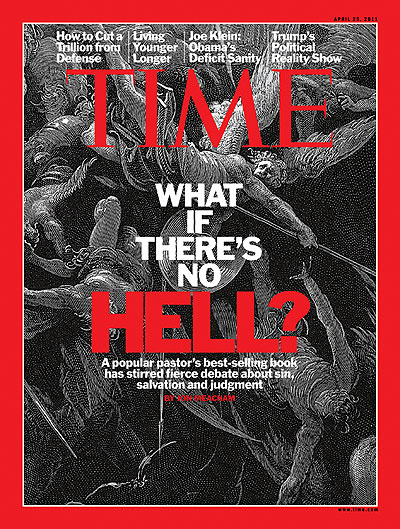 APRIL 25, 2011
How to Cut a Trillion from Defense
Living Younger Longer
Joe Klein: Obama's Deficit Sanity
Trump's Political Reality Show
TIME
WHAT
IF
THERE'S
NO
HELL?
A popular pastor's best-selling book
has stirred fierce debate about sin,
salvation and judgment
BY JON MEACHAM
www.time.com